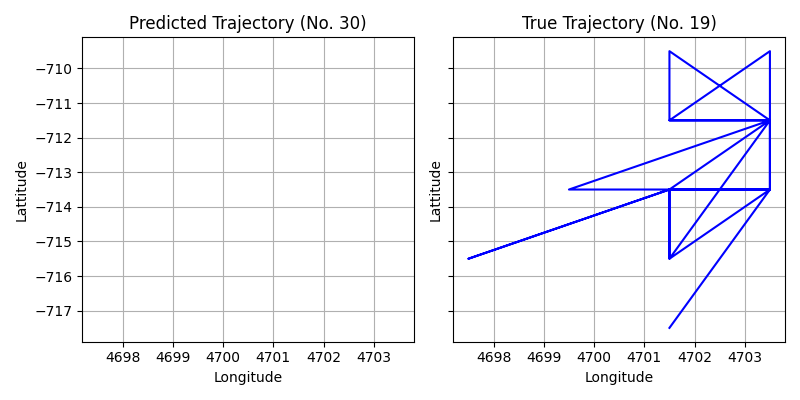 Predicted Trajectory (No. 30)
True Trajectory (No. 19)
Lattitude
−710
−711
−712
−713
−714
−715
−716
−717
4698 4699 4700 4701 4702 4703
Longitude
Lattitude
4698 4699 4700 4701 4702 4703
Longitude